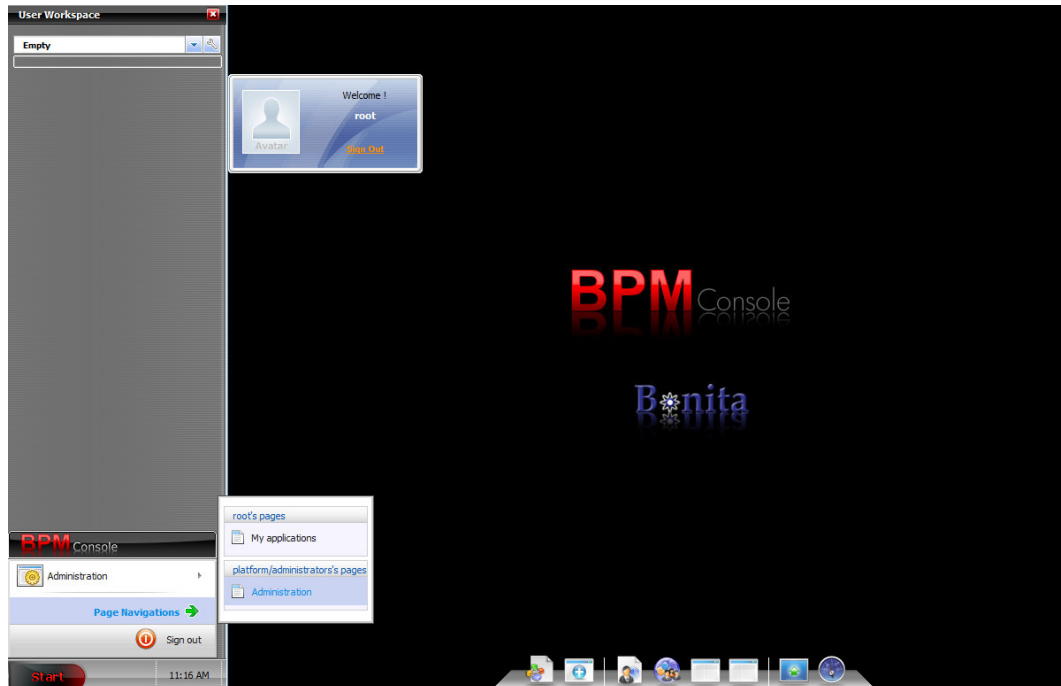 User Workspace
Empty
Welcome !
root
Avatar
Sign Out
BPM Console
Bonita
root's pages
My applications
platform/administrators's pages
Administration
BPM Console
Administration
Page Navigations
Sign out
Start
11:16 AM